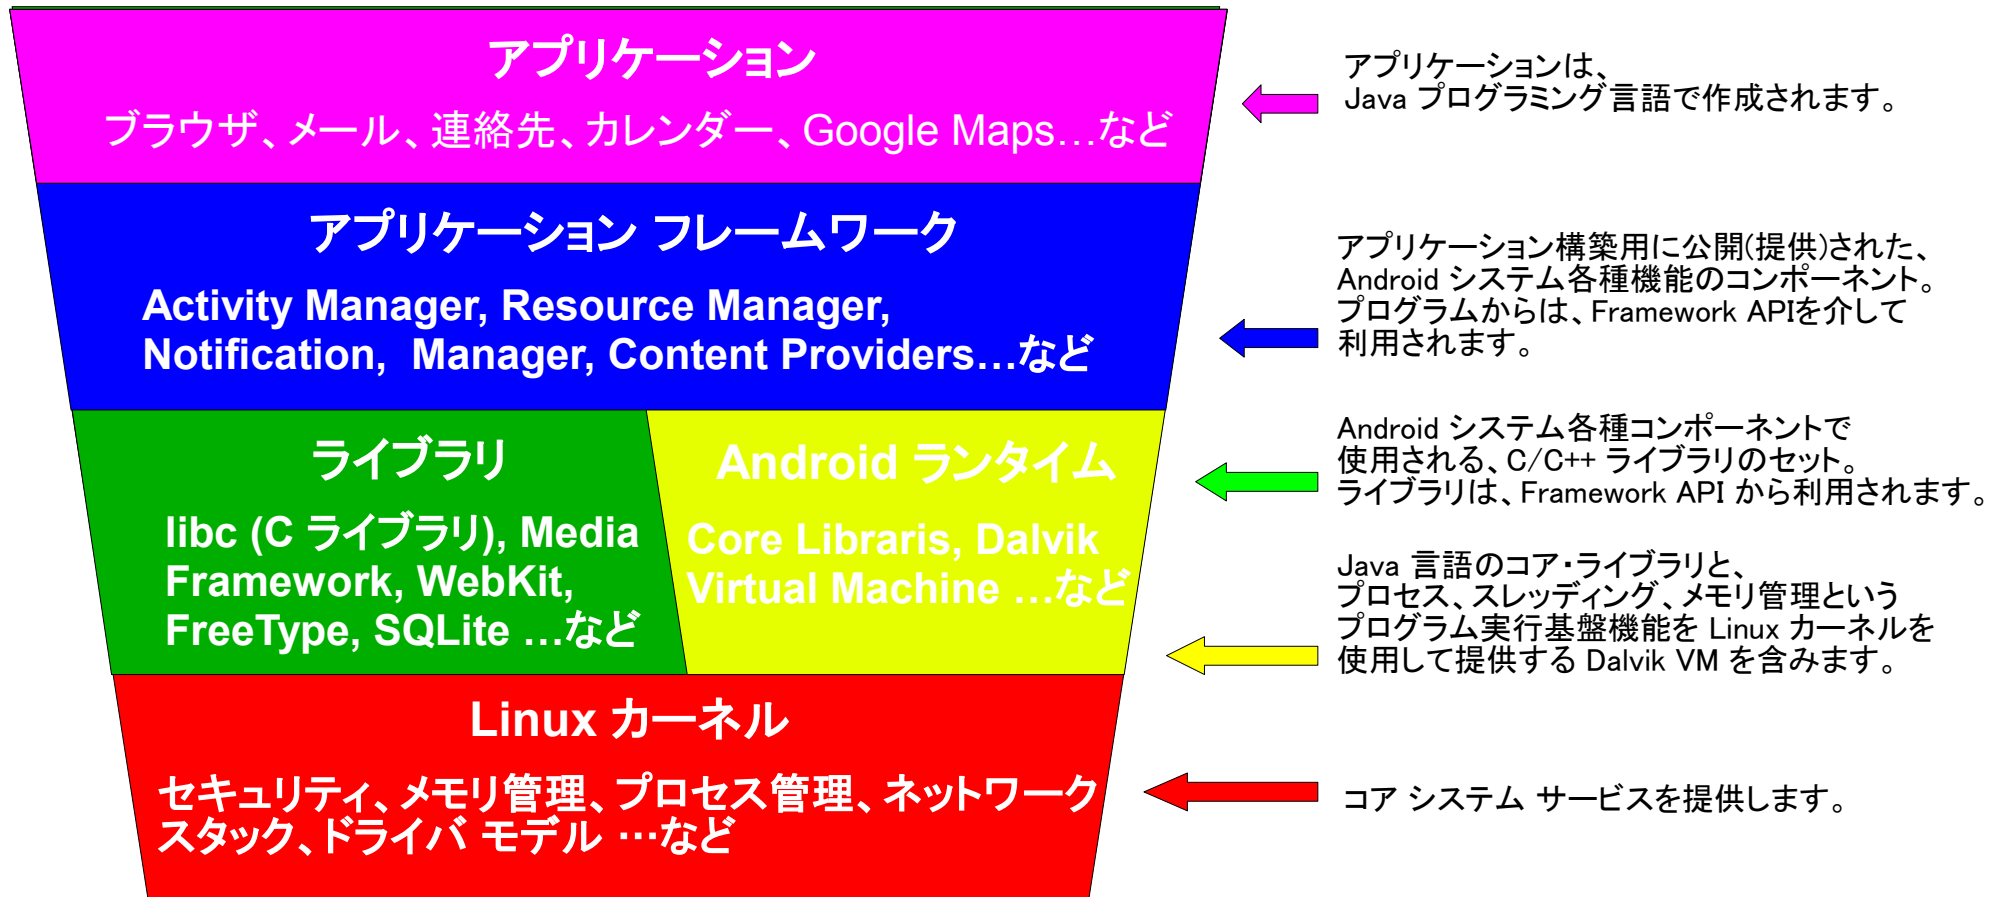 アプリケーション
ブラウザ、メール、連絡先、カレンダー、Google Maps…など
アプリケーションは、
Java プログラミング言語で作成されます。
アプリケーション フレームワーク
Activity Manager, Resource Manager,
Notification,  Manager, Content Providers…など
アプリケーション構築用に公開(提供)された、
Android システム各種機能のコンポーネント。
プログラムからは、Framework APIを介して
利用されます。
ライブラリ
libc (C ライブラリ), Media
Framework, WebKit,
FreeType, SQLite …など
Android ランタイム
Core Libraris, Dalvik
Virtual Machine …など
Android システム各種コンポーネントで
使用される、C/C++ ライブラリのセット。
ライブラリは、Framework API から利用されます。
Java 言語のコア・ライブラリと、
プロセス、スレッディング、メモリ管理という
プログラム実行基盤機能を Linux カーネルを
使用して提供する Dalvik VM を含みます。
Linux カーネル
セキュリティ、メモリ管理、プロセス管理、ネットワーク
スタック、ドライバ モデル …など
コア システム サービスを提供します。